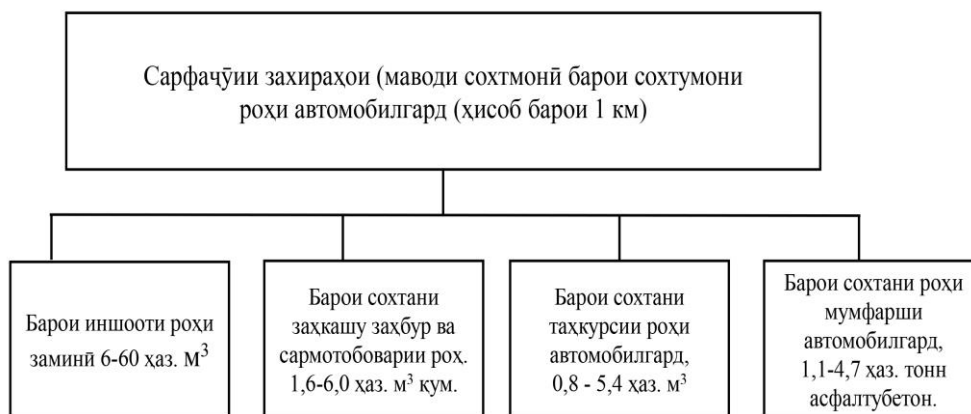 Сарфаҷӯии захираҳои (маводи сохтмонӣ барои сохтумони
роҳи автомобилгард (ҳисоб барои 1 км)
Барои иншооти роҳи
заминӣ 6-60 ҳаз. м³
Барои сохтани
заҳкашу заҳбур ва
сармотобоварии роҳ.
1,6-6,0 ҳаз. м³ қум.
Барои сохтани
таҳкурсии роҳи
автомобилгард,
0,8 - 5,4 ҳаз. м³
Барои сохтани роҳи
мумфарши
автомобилгард,
1,1-4,7 ҳаз. тонн
асфалтубетон.